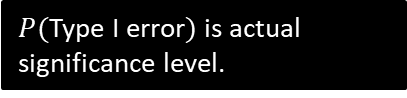 P(Type I error) is actual
significance level.